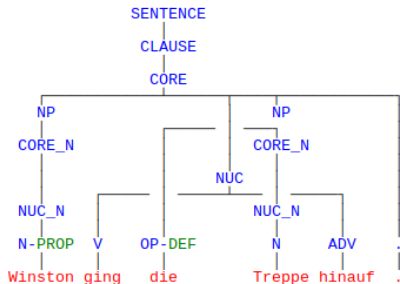 SENTENCE
CLAUSE
CORE
NP NP
CORE_N CORE_N
NUC
NUC_N NUC_N
N-PROP V OP-DEF N ADV .
Winston ging die Treppe hinauf .